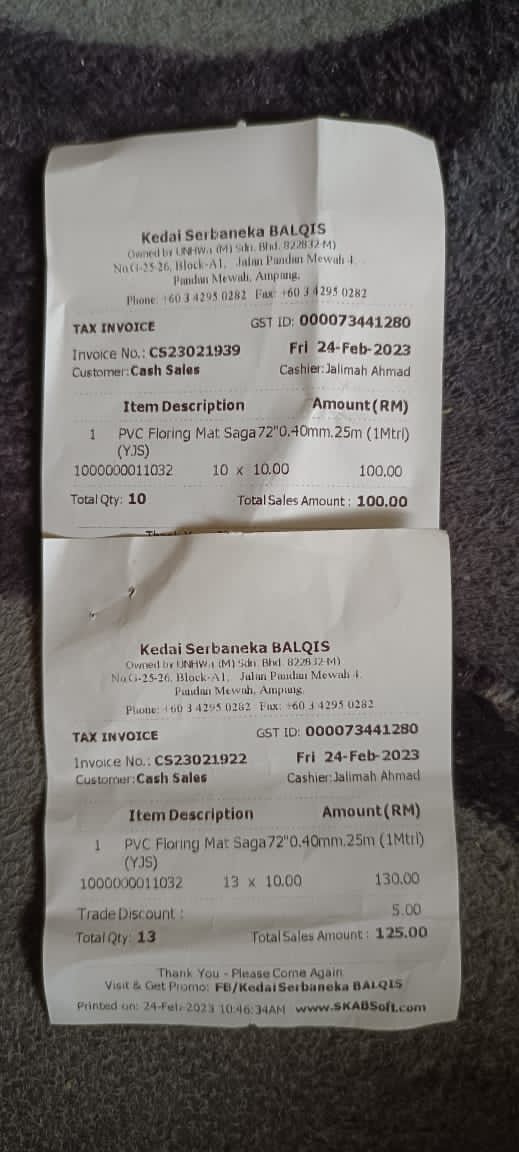 Kedai Serbaneka BALQIS
Owned by UNHWA (M) Sdn. Bhd. 822832-M)
No.G-25-26, Block-A1, Jalan Pandan Mewah 4,
Pandan Mewah, Ampang,
Phone: +60 3 4295 0282 Fax: +60 3 4295 0282
TAX INVOICE GST ID: 000073441280
Invoice No.: CS23021939 Fri 24-Feb-2023
Customer: Cash Sales Cashier: Jalimah Ahmad
Item Description Amount (RM)
1 PVC Floring Mat Saga 72"0.40mm.25m (1Mtrl)
(YJS)
1000000011032 10 x 10.00 100.00
Total Qty: 10 Total Sales Amount : 100.00
Kedai Serbaneka BALQIS
Owned by UNHWA (M) Sdn. Bhd. 822832-M)
No.G-25-26, Block-A1, Jalan Pandan Mewah 4,
Pandan Mewah, Ampang,
Phone: +60 3 4295 0282 Fax: +60 3 4295 0282
TAX INVOICE GST ID: 000073441280
Invoice No.: CS23021922 Fri 24-Feb-2023
Customer: Cash Sales Cashier: Jalimah Ahmad
Item Description Amount (RM)
1 PVC Floring Mat Saga 72"0.40mm.25m (1Mtrl)
(YJS)
1000000011032 13 x 10.00 130.00
Trade Discount : 5.00
Total Qty: 13 Total Sales Amount : 125.00
Thank You - Please Come Again
Visit & Get Promo: FB/KedaiSerbaneka BALQIS
Printed on: 24-Feb-2023 10:46:34AM www.SKABSoft.com